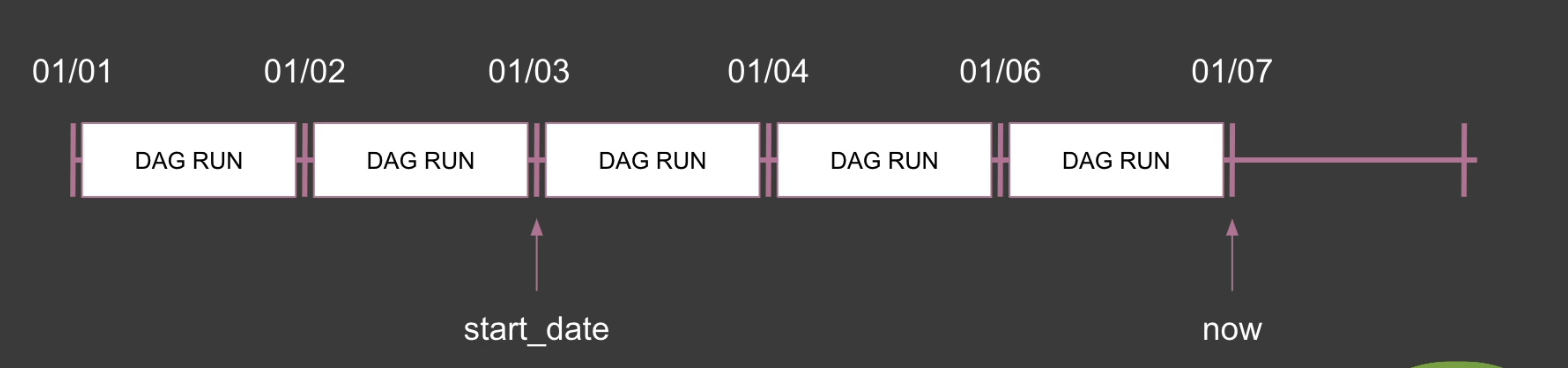 01/01 01/02 01/03 01/04 01/06 01/07
DAG RUN DAG RUN DAG RUN DAG RUN DAG RUN
start_date now